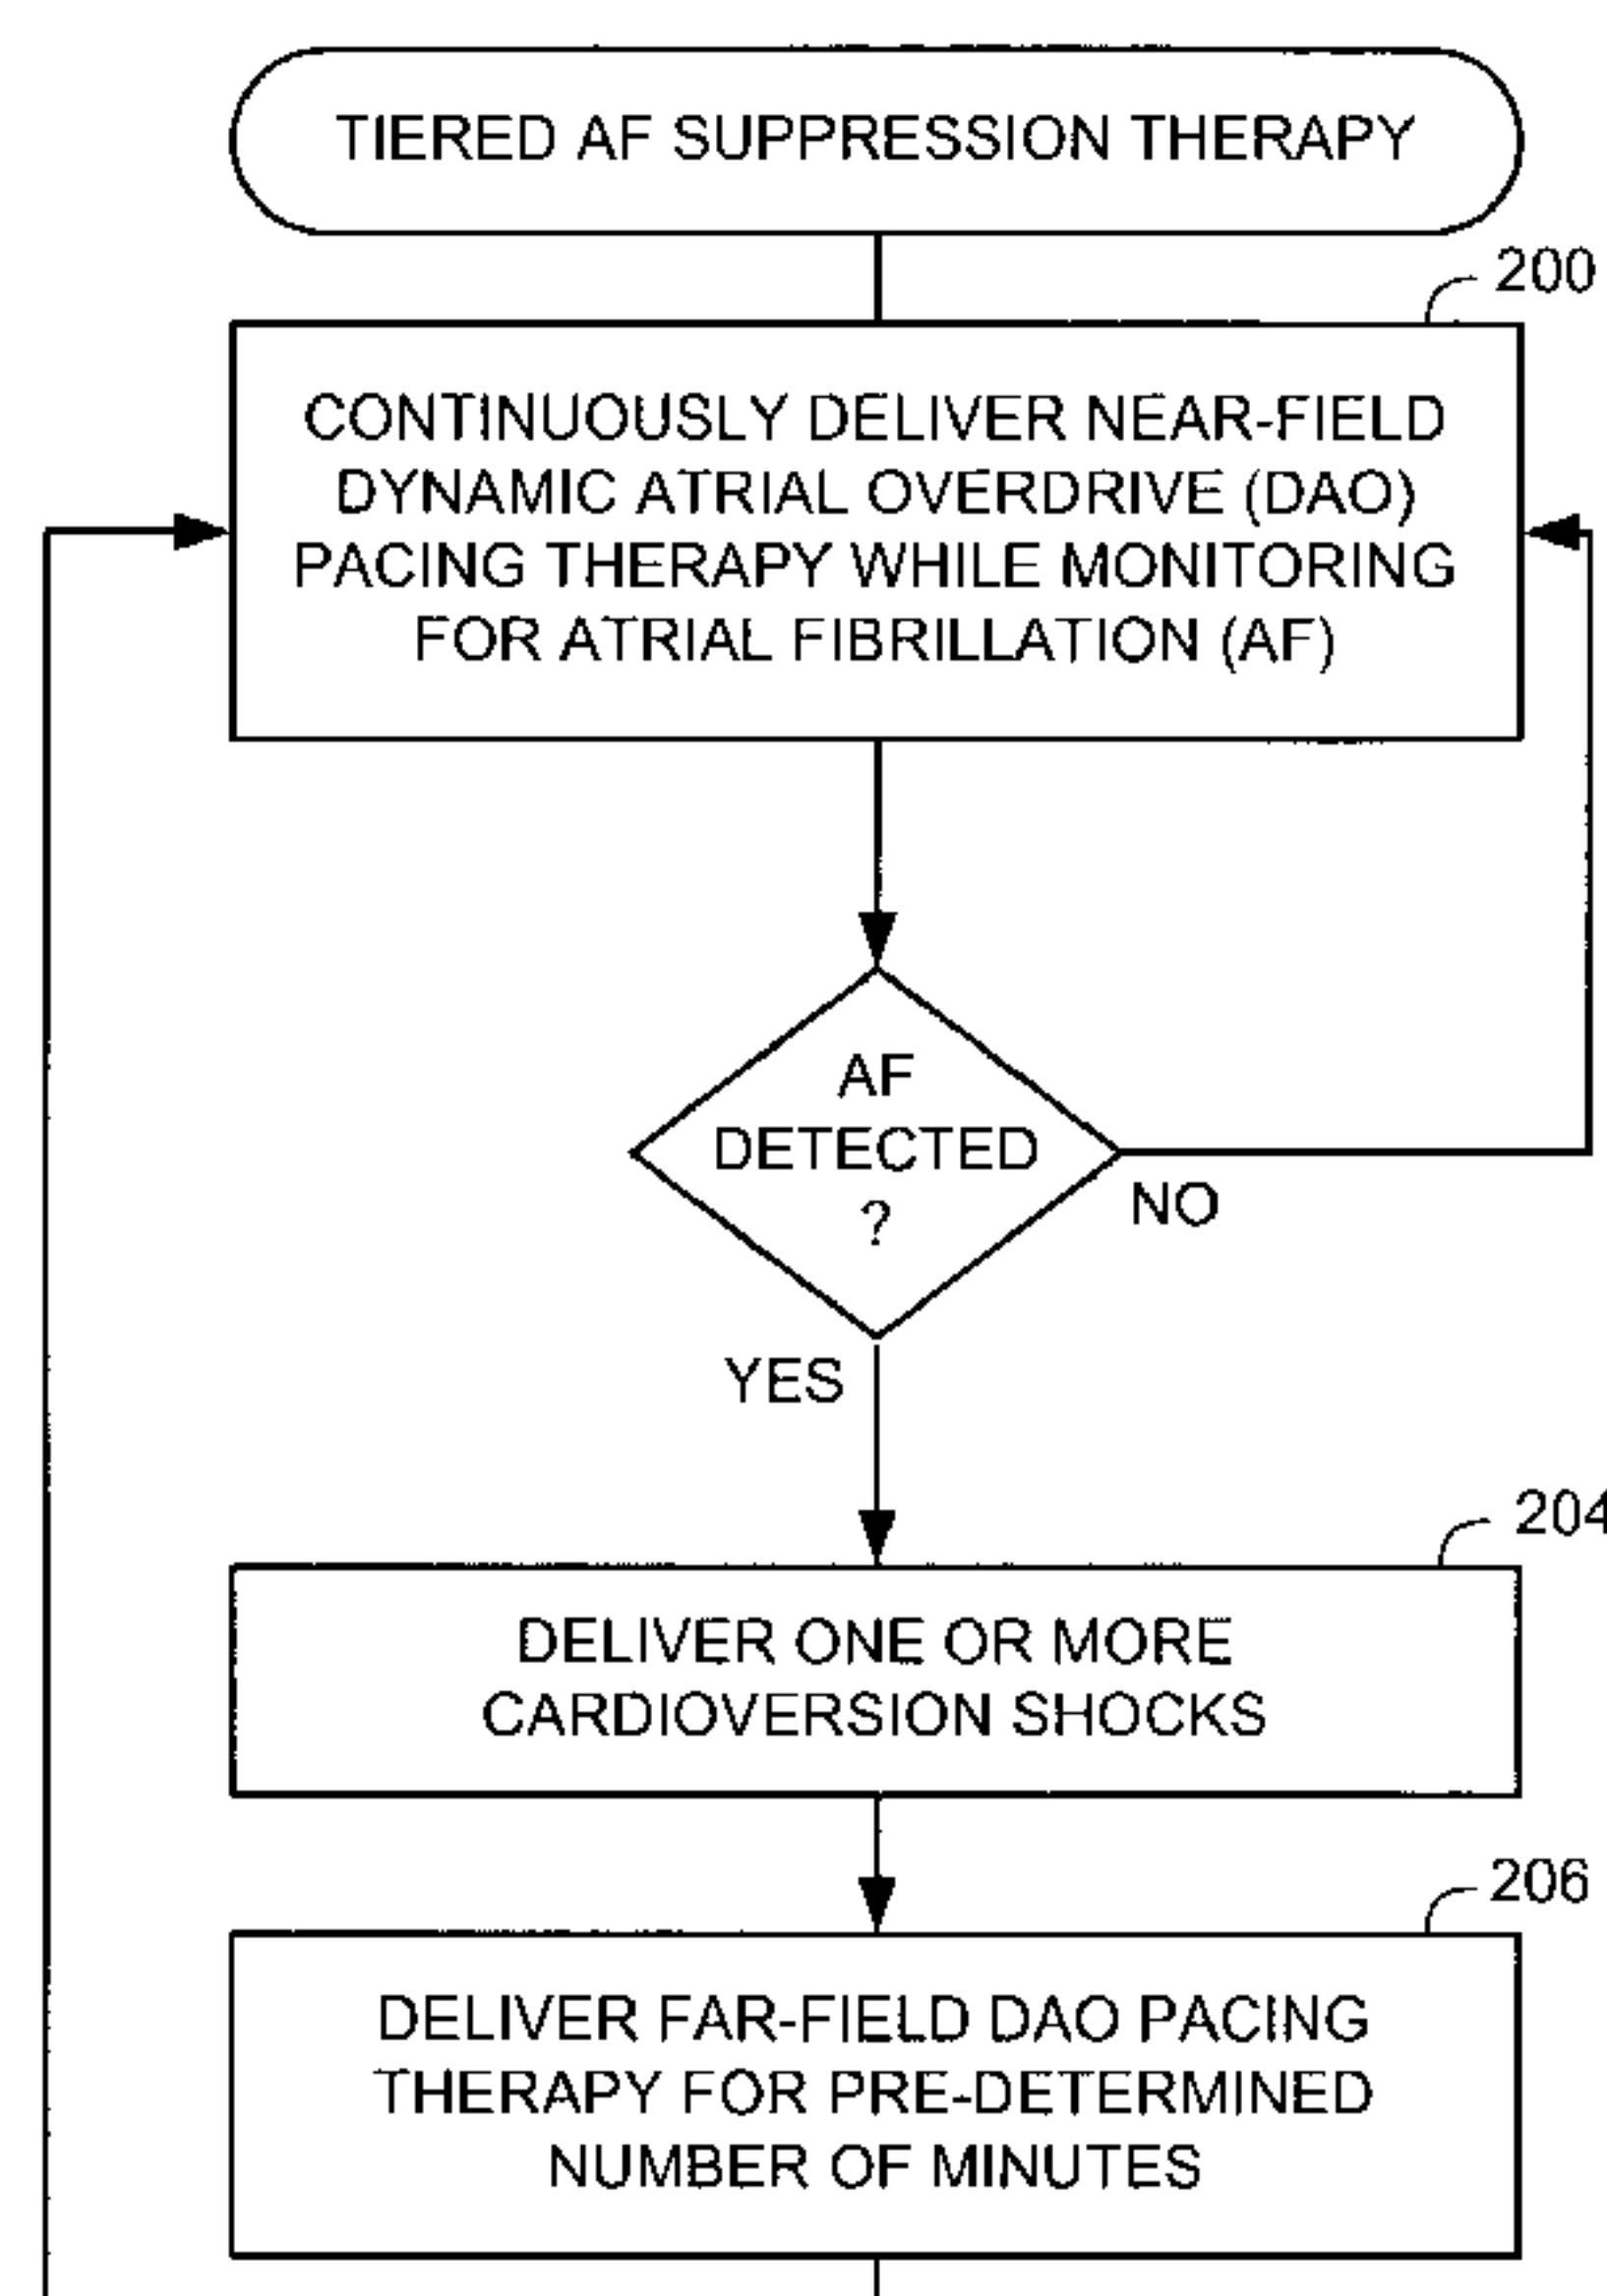 TIERED AF SUPPRESSION THERAPY
200
CONTINUOUSLY DELIVER NEAR-FIELD
DYNAMIC ATRIAL OVERDRIVE (DAO)
PACING THERAPY WHILE MONITORING
FOR ATRIAL FIBRILLATION (AF)
AF
DETECTED
?
NO
YES
204
DELIVER ONE OR MORE
CARDIOVERSION SHOCKS
206
DELIVER FAR-FIELD DAO PACING
THERAPY FOR PRE-DETERMINED
NUMBER OF MINUTES